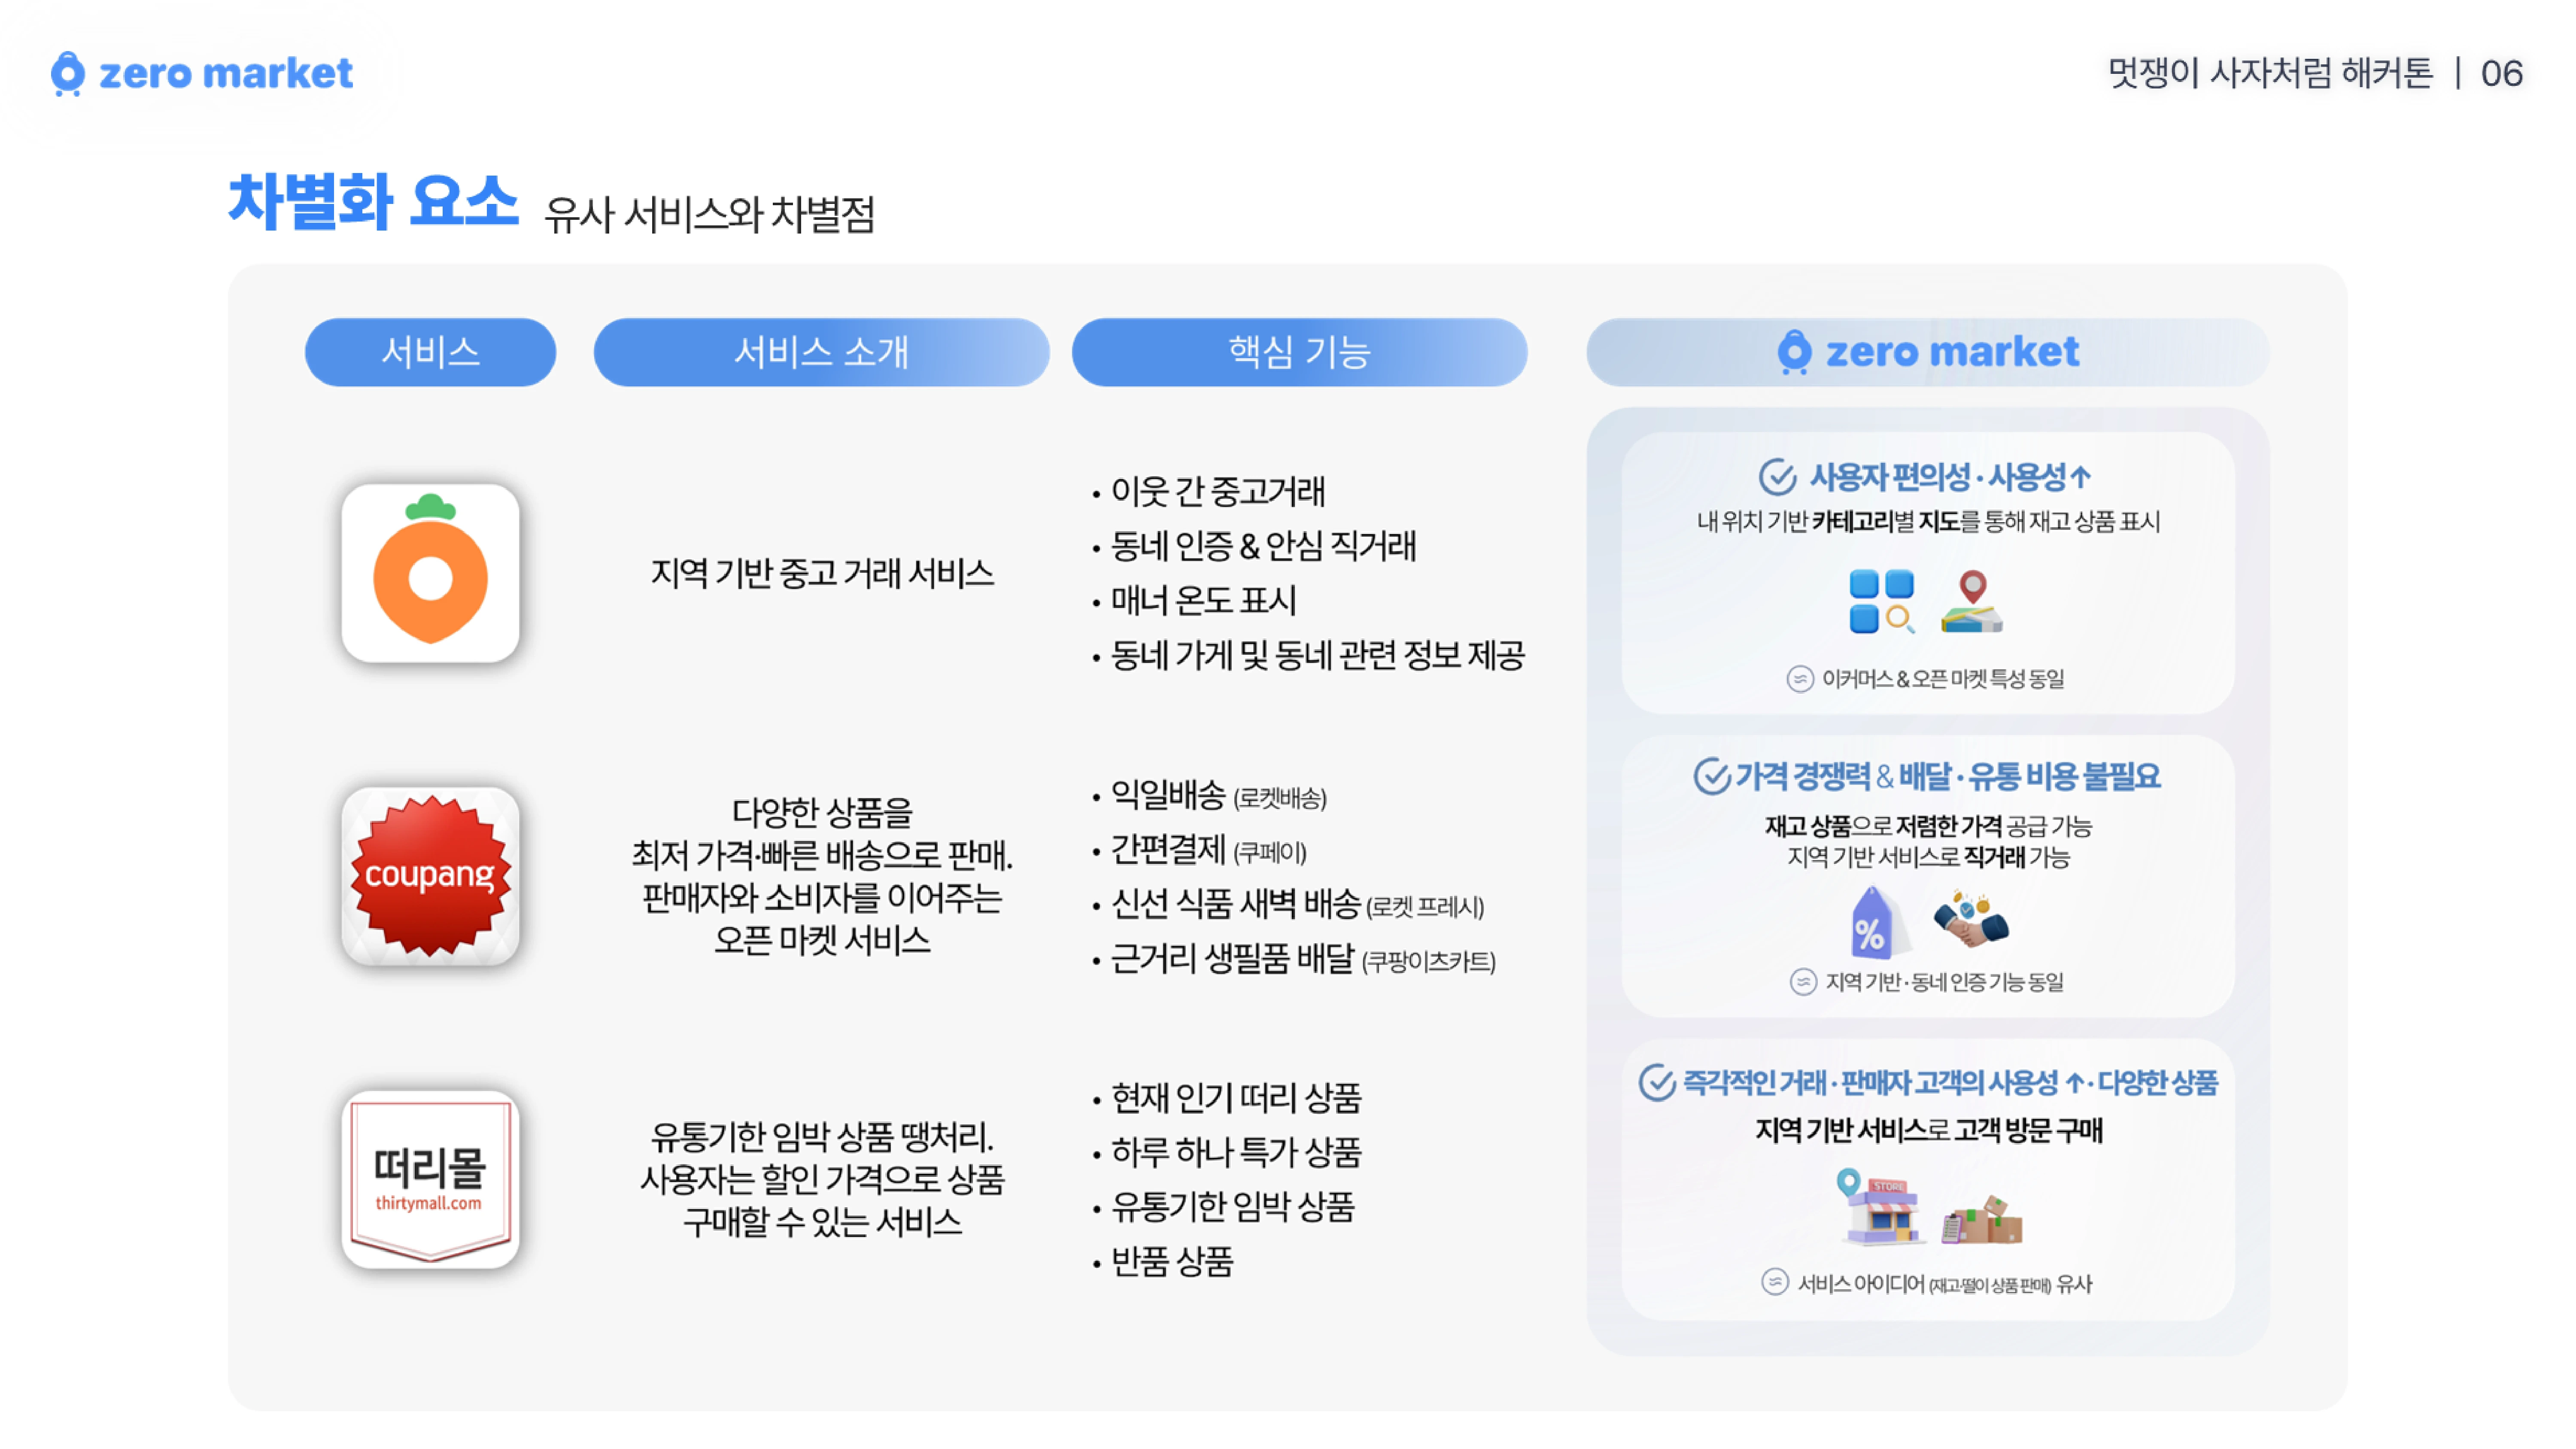 zero market
멋쟁이 사자처럼 해커톤 | 06
차별화 요소 유사 서비스와 차별점
서비스
서비스 소개
핵심 기능
zero market
지역 기반 중고 거래 서비스
• 이웃 간 중고거래
• 동네 인증 & 안심 직거래
• 매너 온도 표시
• 동네 가게 및 동네 관련 정보 제공
사용자 편의성 · 사용성↑
내 위치 기반 카테고리별 지도를 통해 재고 상품 표시
이커머스 & 오픈 마켓 특성 동일
coupang
다양한 상품을
최저 가격·빠른 배송으로 판매.
판매자와 소비자를 이어주는
오픈 마켓 서비스
• 익일배송 (로켓배송)
• 간편결제 (쿠페이)
• 신선 식품 새벽 배송 (로켓 프레시)
• 근거리 생필품 배달 (쿠팡이츠카트)
가격 경쟁력 & 배달 · 유통 비용 불필요
재고 상품으로 저렴한 가격 공급 가능
지역 기반 서비스로 직거래 가능
%
지역 기반 · 동네 인증 기능 동일
떠리몰
thirtymall.com
유통기한 임박 상품 땡처리.
사용자는 할인 가격으로 상품
구매할 수 있는 서비스
• 현재 인기 떠리 상품
• 하루 하나 특가 상품
• 유통기한 임박 상품
• 반품 상품
즉각적인 거래 · 판매자 고객의 사용성 ↑ · 다양한 상품
지역 기반 서비스로 고객 방문 구매
STORE
서비스 아이디어 (재고·떨이 상품 판매) 유사